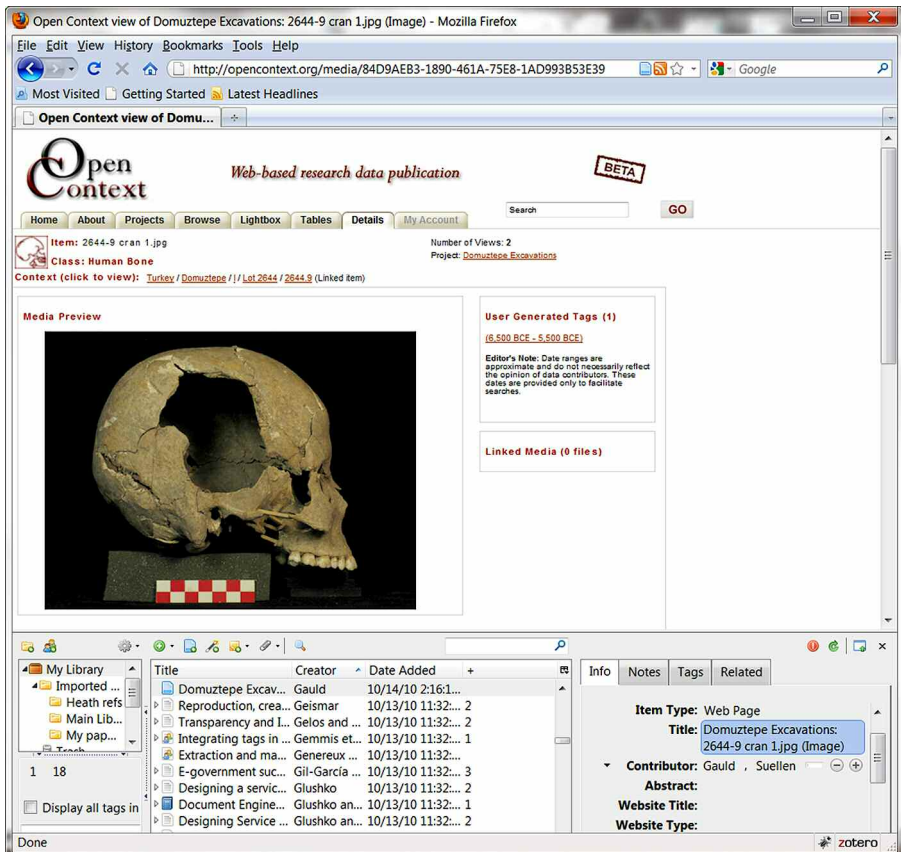 Open Context view of Domuztepe Excavations: 2644-9 cran 1.jpg (Image) - Mozilla Firefox
File Edit View History Bookmarks Tools Help
http://opencontext.org/media/84D9AEB3-1890-461A-75E8-1AD993B53E39
Google
Most Visited Getting Started Latest Headlines
Open Context view of Domu...
Open Context
Web-based research data publication
BETA
Search GO
Home About Projects Browse Lightbox Tables Details My Account
Item: 2644-9 cran 1.jpg
Number of Views: 2
Class: Human Bone
Project: Domuztepe Excavations
Context (click to view): Turkey / Domuztepe / I / Lot 2644 / 2644.9 (Linked item)
Media Preview
User Generated Tags (1)
(6,500 BCE - 5,500 BCE)
Editor's Note: Date ranges are
approximate and do not necessarily reflect
the opinion of data contributors. These
dates are provided only to facilitate
searches.
Linked Media (0 files)
My Library
Imported ...
Heath refs
Main Lib...
My pap...
Trash
1 18
Display all tags in
Title Creator Date Added +
Domuztepe Excav... Gauld 10/14/10 2:16:1...
Reproduction, crea... Geismar 10/13/10 11:32:... 2
Transparency and I... Gelos and ... 10/13/10 11:32:... 2
Integrating tags in ... Gemmis et... 10/13/10 11:32:... 1
Extraction and ma... Genereux ... 10/13/10 11:32:...
E-government suc... Gil-García ... 10/13/10 11:32:... 3
Designing a servic... Glushko 10/13/10 11:32:... 2
Document Engine... Glushko an... 10/13/10 11:32:... 1
Designing Service ... Glushko an... 10/13/10 11:32:... 2
Info Notes Tags Related
Item Type: Web Page
Title: Domuztepe Excavations:
2644-9 cran 1.jpg (Image)
Contributor: Gauld , Suellen
Abstract:
Website Title:
Website Type:
Done
zotero